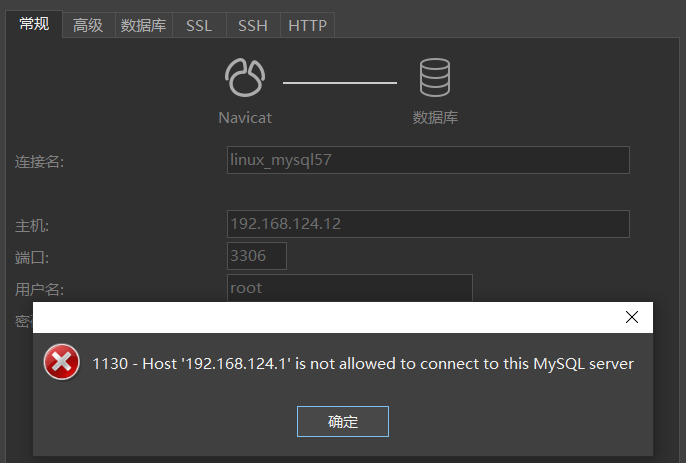 常规 高级 数据库 SSL SSH HTTP
Navicat 数据库
连接名: linux_mysql57
主机: 192.168.124.12
端口: 3306
用户名: root
1130 - Host '192.168.124.1' is not allowed to connect to this MySQL server
确定